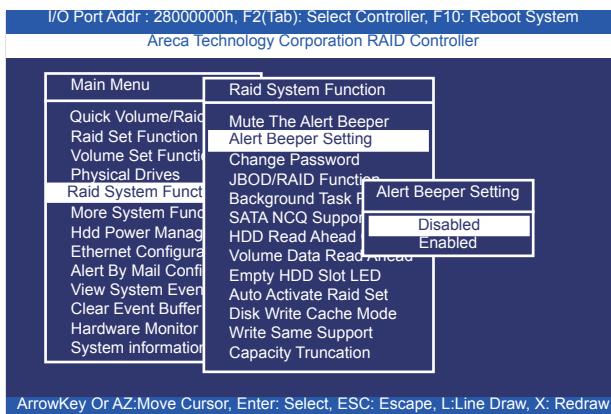 I/O Port Addr : 28000000h, F2(Tab): Select Controller, F10: Reboot System
Areca Technology Corporation RAID Controller
Main Menu
Quick Volume/Raid
Raid Set Function
Volume Set Functi
Physical Drives
Raid System Funct
More System Func
Hdd Power Manag
Ethernet Configura
Alert By Mail Confi
View System Even
Clear Event Buffer
Hardware Monitor
System information
Raid System Function
Mute The Alert Beeper
Alert Beeper Setting
Change Password
JBOD/RAID Function
Background Task P
SATA NCQ Suppor
HDD Read Ahead
Volume Data Read Ahead
Empty HDD Slot LED
Auto Activate Raid Set
Disk Write Cache Mode
Write Same Support
Capacity Truncation
Alert Beeper Setting
Disabled
Enabled
ArrowKey Or AZ:Move Cursor, Enter: Select, ESC: Escape, L:Line Draw, X: Redraw